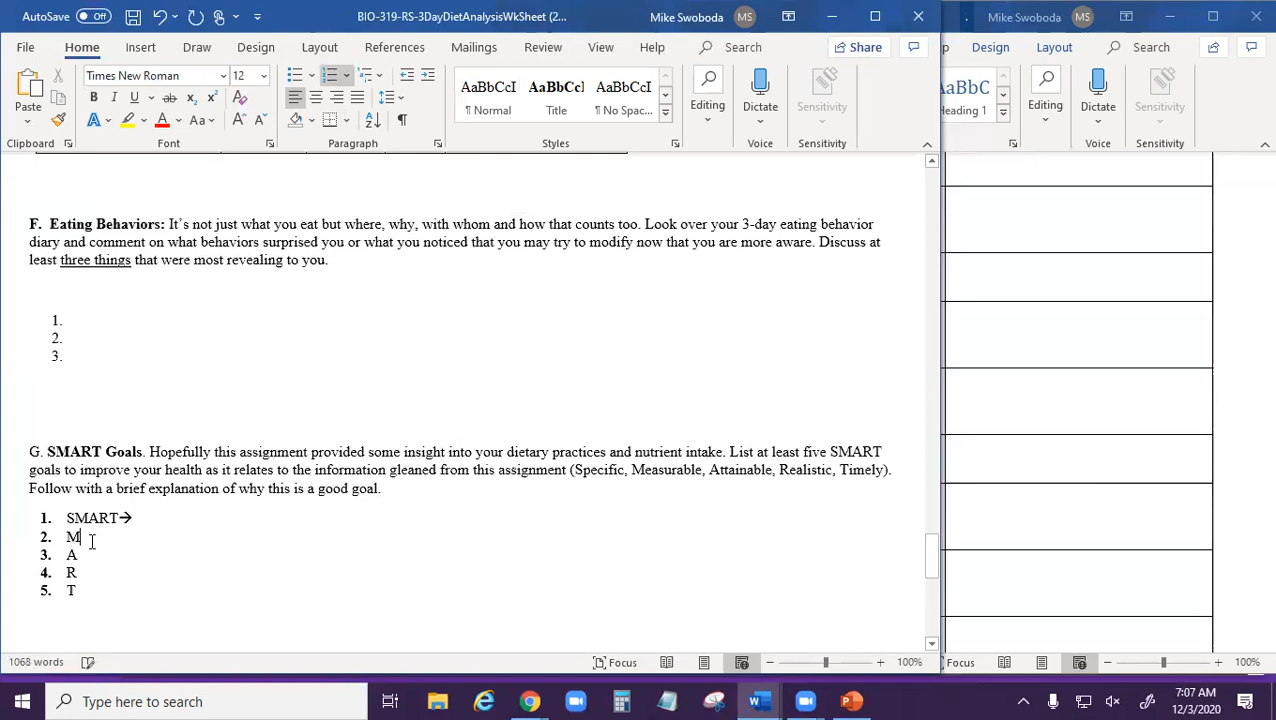 AutoSave Off BIO-319-RS-3DayDietAnalysisWkSheet (2... Mike Swoboda MS
. Mike Swoboda MS
File Home Insert Draw Design Layout References Mailings Review View Help Search Share
p Design Layout Search
Times New Roman 12
AaBbCcI AaBbCcI AaBbCcI
AaBbC
Paste B I U ab x₂ x² ¶ Normal Title ¶ No Spac... Editing Dictate Sensitivity
Heading 1 Editing Dictate Sensitivity
A A Aa A A ¶
Clipboard Font Paragraph Styles Voice Sensitivity
Voice Sensitivity
F. Eating Behaviors: It's not just what you eat but where, why, with whom and how that counts too. Look over your 3-day eating behavior
diary and comment on what behaviors surprised you or what you noticed that you may try to modify now that you are more aware. Discuss at
least three things that were most revealing to you.
1.
2.
3.
G. SMART Goals. Hopefully this assignment provided some insight into your dietary practices and nutrient intake. List at least five SMART
goals to improve your health as it relates to the information gleaned from this assignment (Specific, Measurable, Attainable, Realistic, Timely).
Follow with a brief explanation of why this is a good goal.
1. SMART→
2. M
3. A
4. R
5. T
1068 words Focus 100%
Focus 100%
Type here to search
7:07 AM
12/3/2020